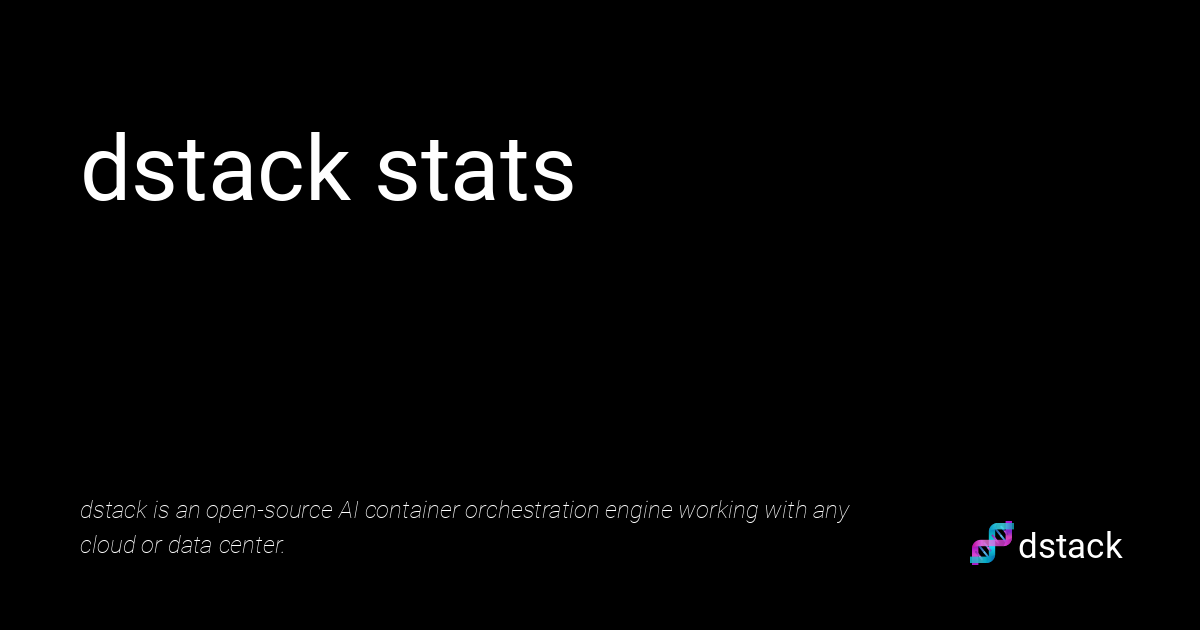 dstack stats
dstack is an open-source AI container orchestration engine working with any
cloud or data center.
dstack